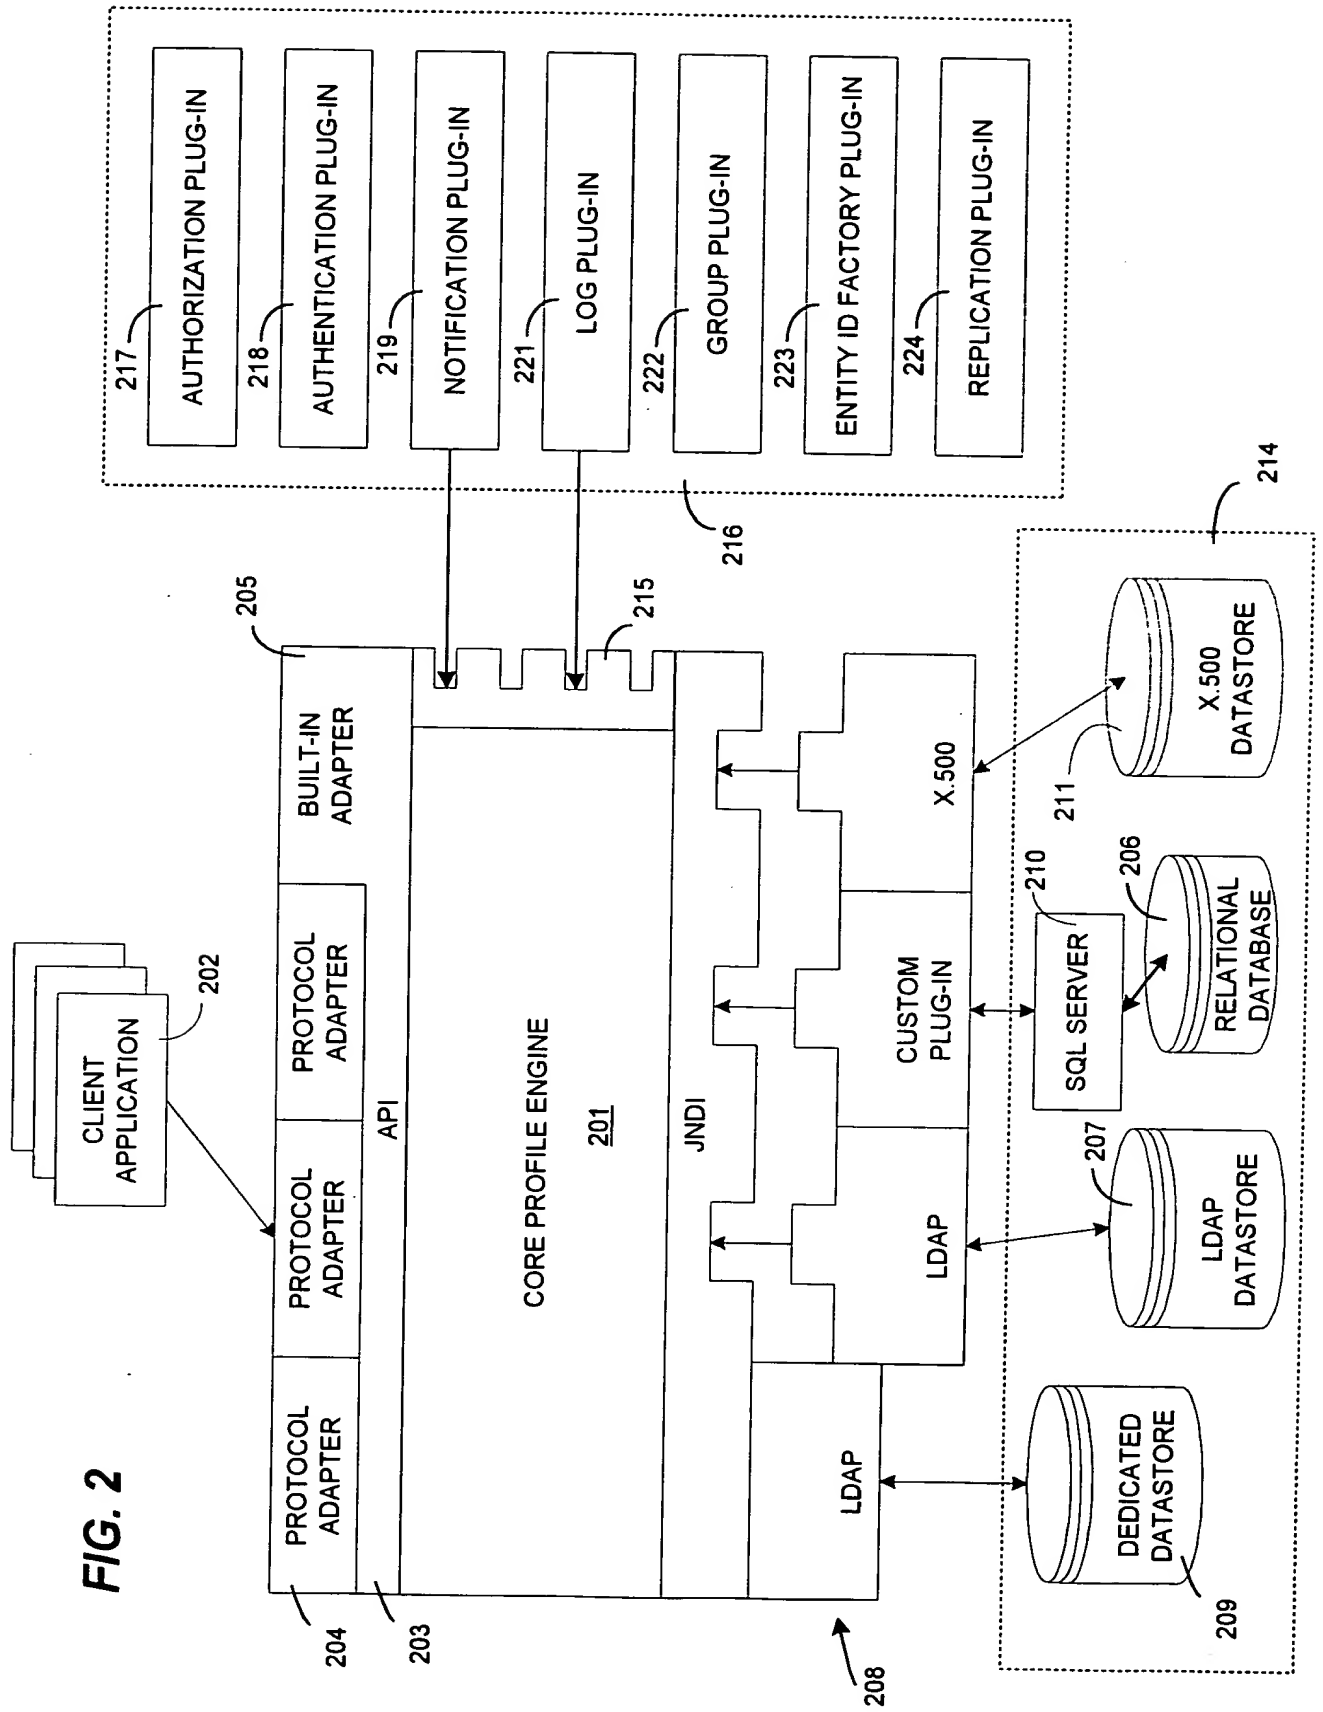 FIG. 2
CLIENT
APPLICATION
202
204
PROTOCOL
ADAPTER
PROTOCOL
ADAPTER
PROTOCOL
ADAPTER
BUILT-IN
ADAPTER
205
203
API
CORE PROFILE ENGINE
201
215
JNDI
208
LDAP
LDAP
CUSTOM
PLUG-IN
X.500
217
AUTHORIZATION PLUG-IN
218
AUTHENTICATION PLUG-IN
219
NOTIFICATION PLUG-IN
221
LOG PLUG-IN
222
GROUP PLUG-IN
223
ENTITY ID FACTORY PLUG-IN
224
REPLICATION PLUG-IN
216
214
209
DEDICATED
DATASTORE
207
LDAP
DATASTORE
210
SQL SERVER
206
RELATIONAL
DATABASE
211
X.500
DATASTORE